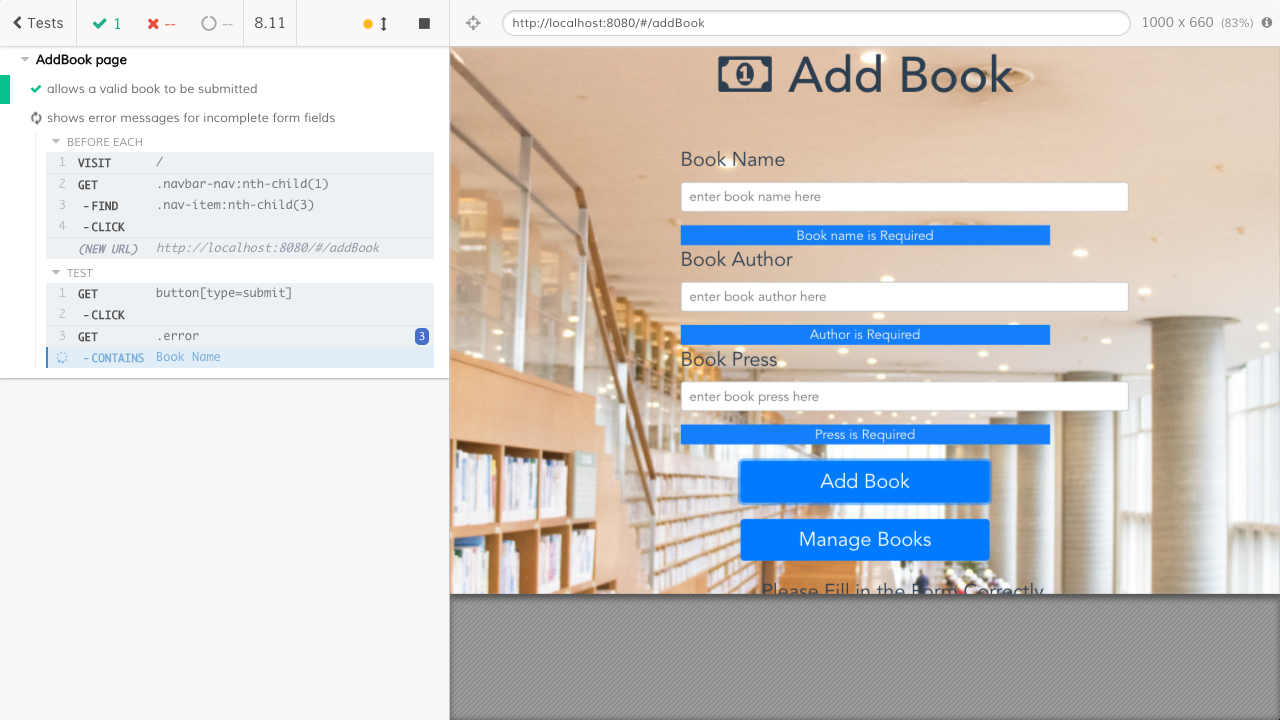 Tests
1
--
--
8.11
http://localhost:8080/#/addBook
1000 x 660 (83%)
AddBook page
allows a valid book to be submitted
shows error messages for incomplete form fields
BEFORE EACH
1 VISIT /
2 GET .navbar-nav:nth-child(1)
3 -FIND .nav-item:nth-child(3)
4 -CLICK
(NEW URL) http://localhost:8080/#/addBook
TEST
1 GET button[type=submit]
2 -CLICK
3 GET .error 3
-CONTAINS Book Name
1 Add Book
Book Name
enter book name here
Book name is Required
Book Author
enter book author here
Author is Required
Book Press
enter book press here
Press is Required
Add Book
Manage Books
Please Fill in the Form Correctly